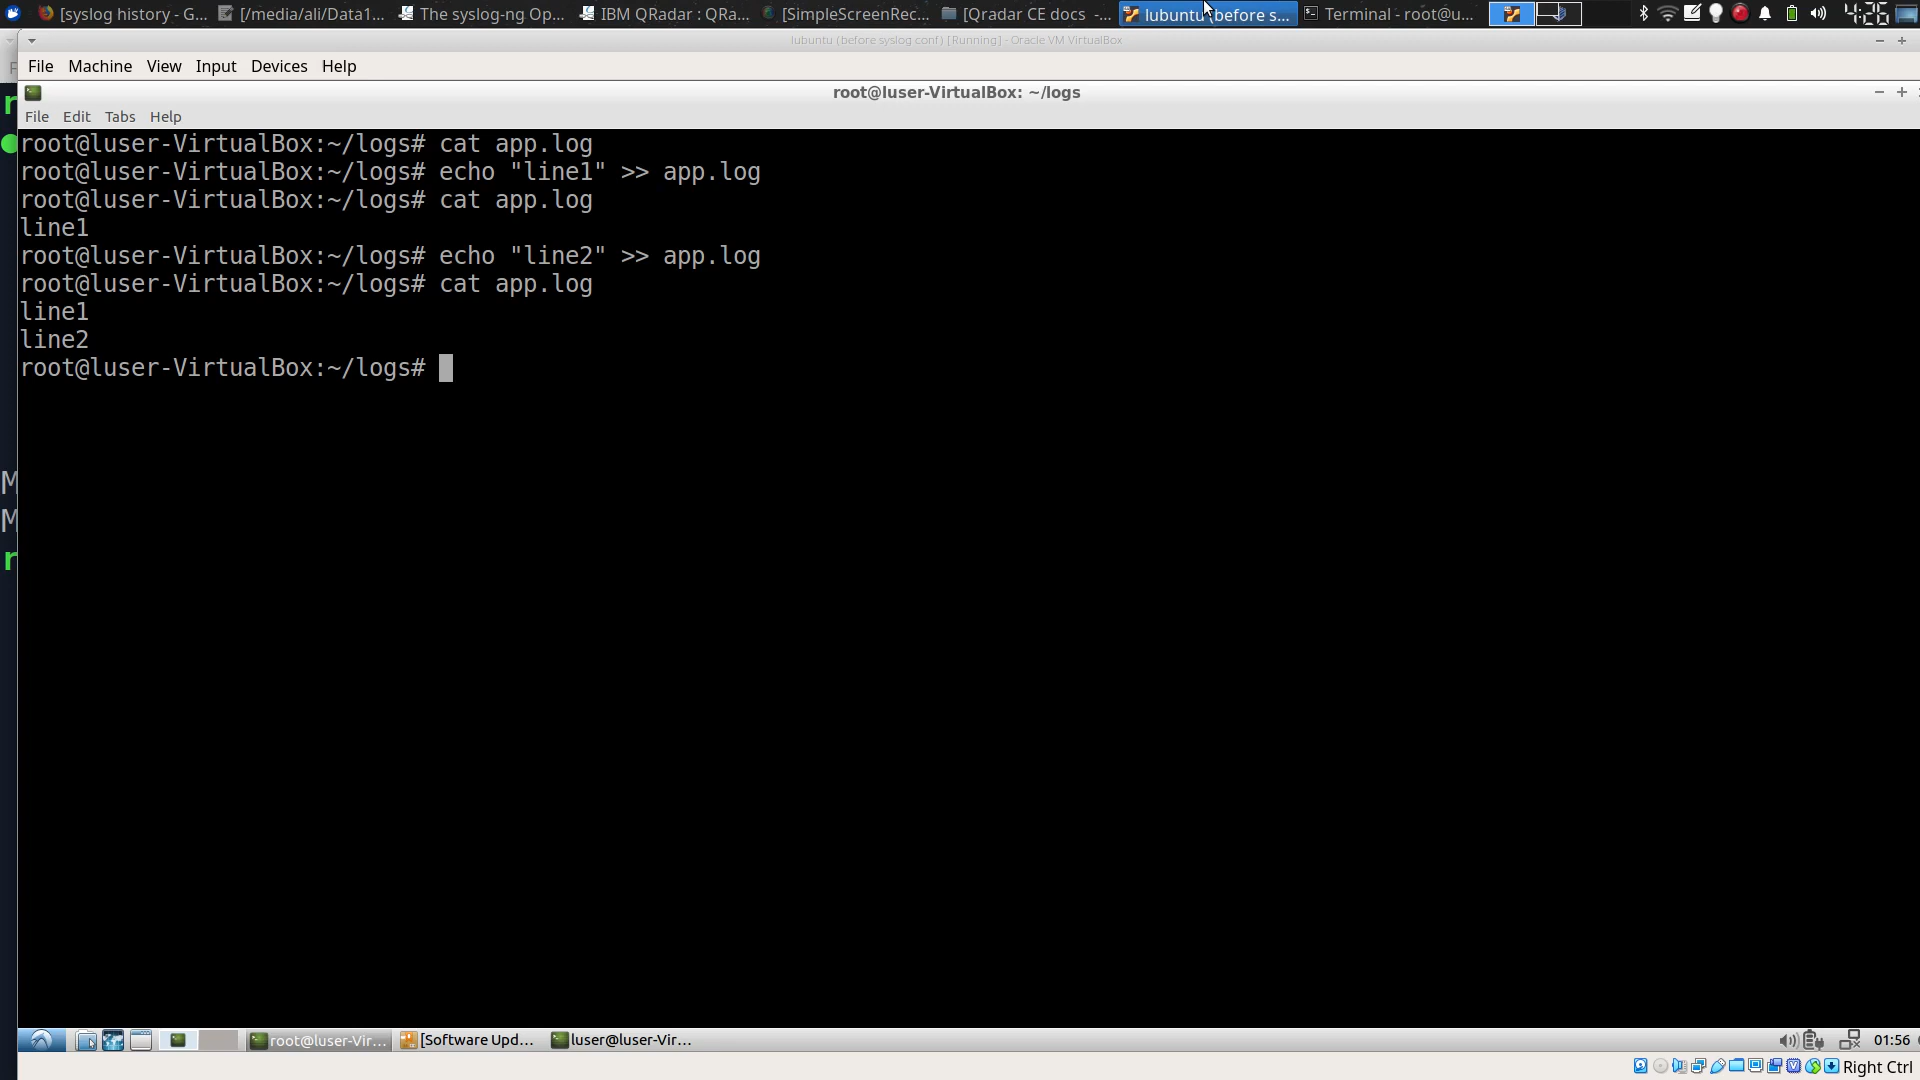 [syslog history - G... [/media/ali/Data1... The syslog-ng Op... IBM QRadar : QRa... [SimpleScreenRec... [Qradar CE docs -... lubuntu (before s... Terminal - root@u... 4:26
lubuntu (before syslog conf) [Running] - Oracle VM VirtualBox
File Machine View Input Devices Help
root@luser-VirtualBox: ~/logs
File Edit Tabs Help
root@luser-VirtualBox:~/logs# cat app.log
root@luser-VirtualBox:~/logs# echo "line1" >> app.log
root@luser-VirtualBox:~/logs# cat app.log
line1
root@luser-VirtualBox:~/logs# echo "line2" >> app.log
root@luser-VirtualBox:~/logs# cat app.log
line1
line2
root@luser-VirtualBox:~/logs#
M
M
r
root@luser-Vir... [Software Upd... luser@luser-Vir... 01:56
Right Ctrl